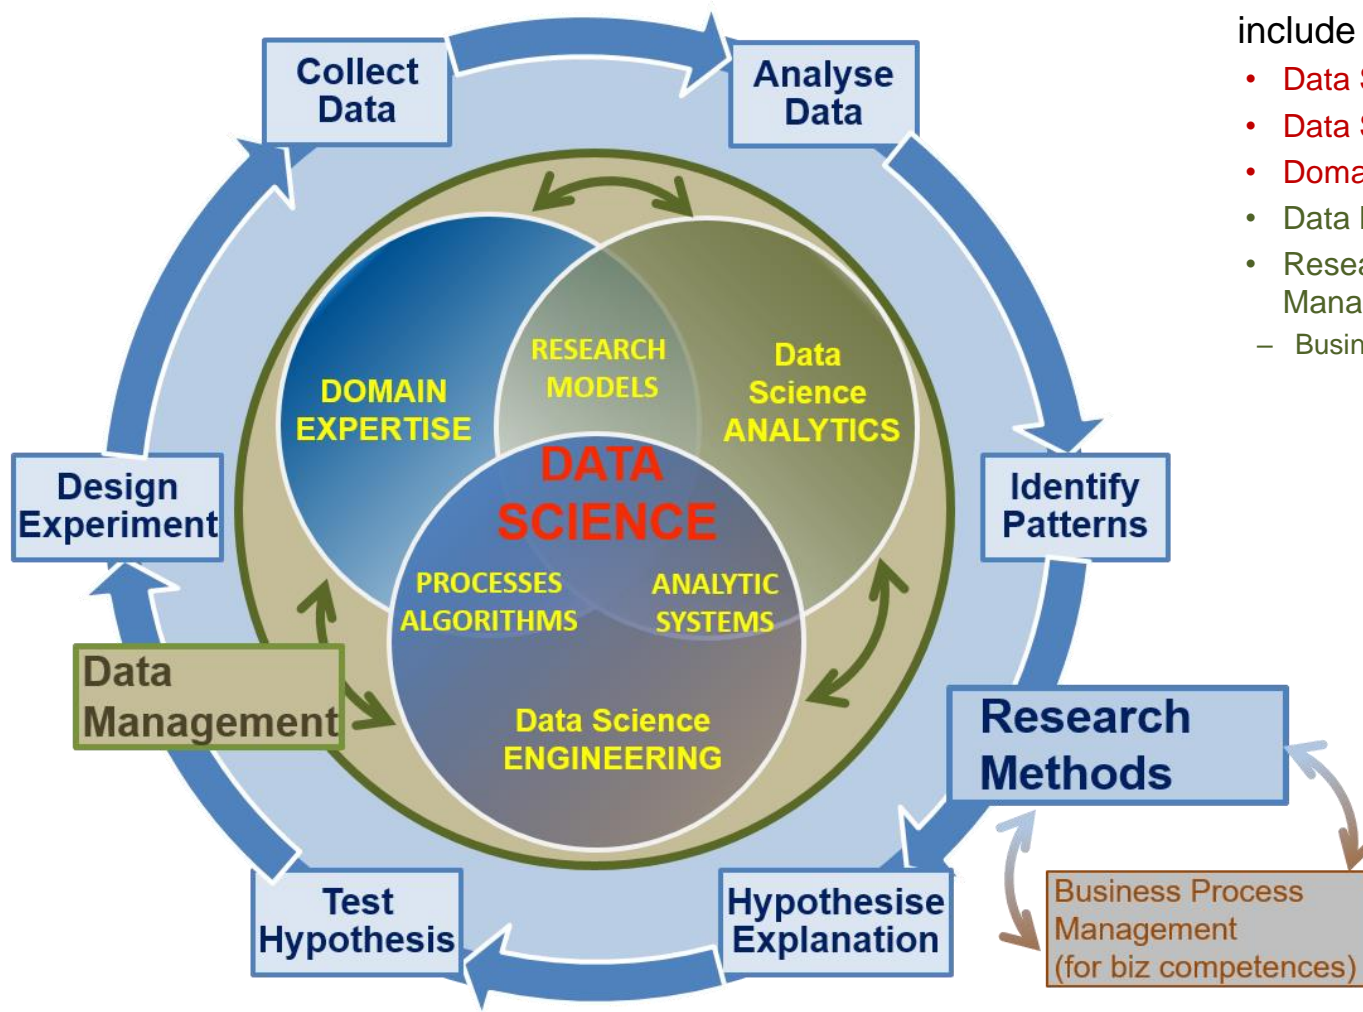 include
• Data
• Data
•
• Data
•
–
Collect
Data
Analyse
Data
RESEARCH
MODELS
Data
Science
ANALYTICS
DOMAIN
EXPERTISE
DATA
SCIENCE
Design
Experiment
Identify
Patterns
PROCESSES
ALGORITHMS
ANALYTIC
SYSTEMS
Data
Management
Data Science
ENGINEERING
Research
Methods
Test
Hypothesis
Hypothesise
Explanation
Business Process
Management
(for biz competences)